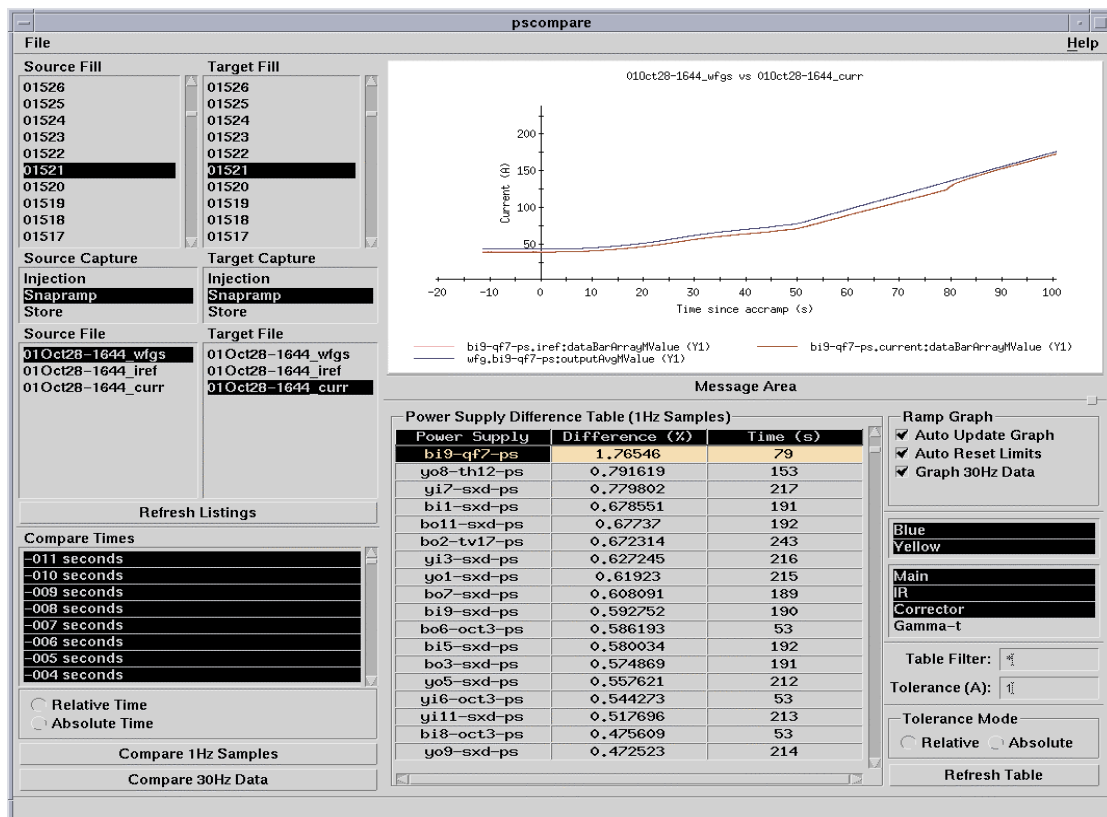 pscompare
File
Help
Source Fill
01526
01525
01524
01523
01522
01521
01520
01519
01518
01517
Target Fill
01526
01525
01524
01523
01522
01521
01520
01519
01518
01517
Source Capture
Injection
Snapramp
Store
Target Capture
Injection
Snapramp
Store
Source File
01Oct28-1644_wfgs
01Oct28-1644_iref
01Oct28-1644_curr
Target File
01Oct28-1644_wfgs
01Oct28-1644_iref
01Oct28-1644_curr
Refresh Listings
Compare Times
-011 seconds
-010 seconds
-009 seconds
-008 seconds
-007 seconds
-006 seconds
-005 seconds
-004 seconds
Relative Time
Absolute Time
Compare 1Hz Samples
Compare 30Hz Data
01Oct28-1644_wfgs vs 01Oct28-1644_curr
Current (A)
200
150
100
50
-20 -10 0 10 20 30 40 50 60 70 80 90 100
Time since accramp (s)
bi9-qf7-ps.iref:dataBarArrayMValue (Y1)
wfg.bi9-qf7-ps:outputAvgMValue (Y1)
bi9-qf7-ps.current:dataBarArrayMValue (Y1)
Message Area
Power Supply Difference Table (1Hz Samples)
Power Supply Difference (%) Time (s)
bi9-qf7-ps 1.76546 79
yo8-th12-ps 0.791619 153
yi7-sxd-ps 0.779802 217
bi1-sxd-ps 0.678551 191
bo11-sxd-ps 0.67737 192
bo2-tv17-ps 0.672314 243
yi3-sxd-ps 0.627245 216
yo1-sxd-ps 0.61923 215
bo7-sxd-ps 0.608091 189
bi9-sxd-ps 0.592752 190
bo6-oct3-ps 0.586193 53
bi5-sxd-ps 0.580034 192
bo3-sxd-ps 0.574869 191
yo5-sxd-ps 0.557621 212
yi6-oct3-ps 0.544273 53
yi11-sxd-ps 0.517696 213
bi8-oct3-ps 0.475609 53
yo9-sxd-ps 0.472523 214
Ramp Graph
Auto Update Graph
Auto Reset Limits
Graph 30Hz Data
Blue
Yellow
Main
IR
Corrector
Gamma-t
Table Filter: *
Tolerance (A): 1
Tolerance Mode
Relative Absolute
Refresh Table